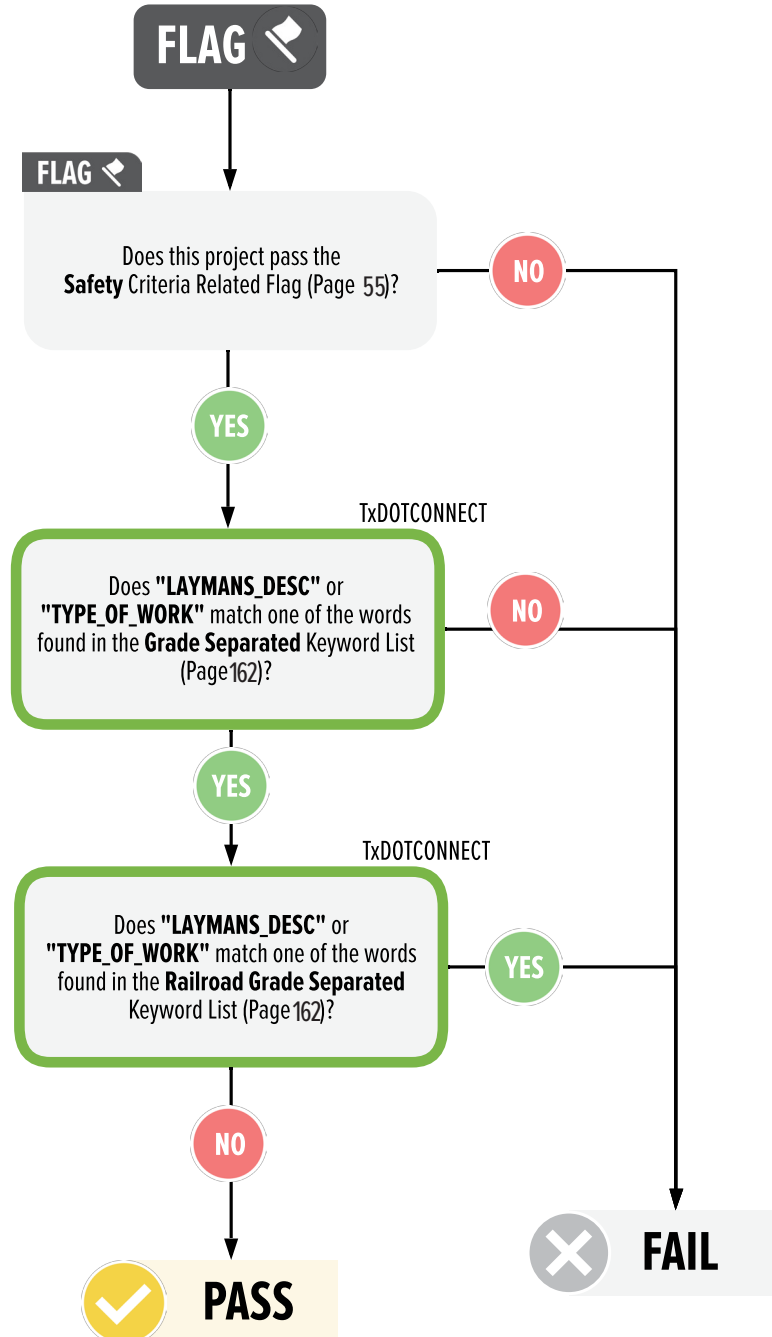 FLAG
FLAG
Does this project pass the
Safety Criteria Related Flag (Page 55)?
NO
YES
TxDOTCONNECT
Does "LAYMANS_DESC" or
"TYPE_OF_WORK" match one of the words
found in the Grade Separated Keyword List
(Page 162)?
NO
YES
TxDOTCONNECT
Does "LAYMANS_DESC" or
"TYPE_OF_WORK" match one of the words
found in the Railroad Grade Separated
Keyword List (Page 162)?
YES
NO
FAIL
PASS